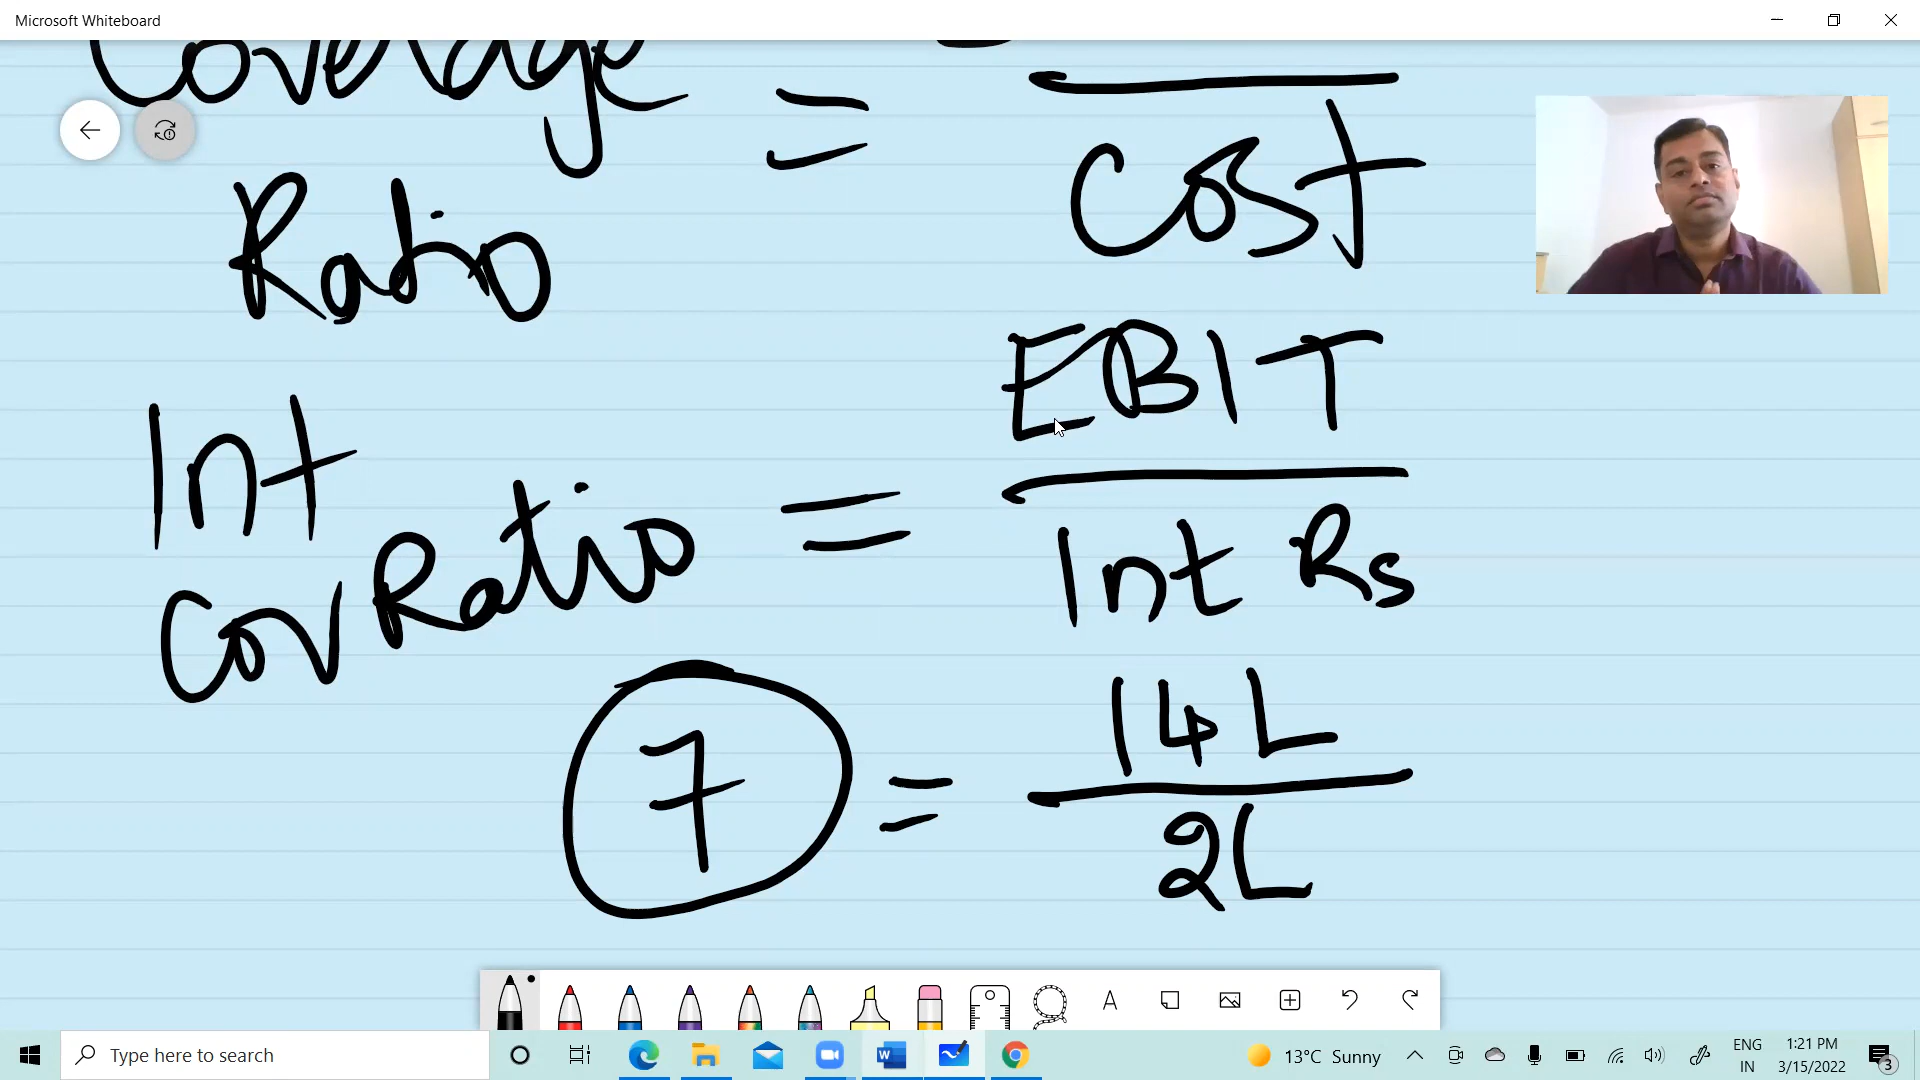 Microsoft Whiteboard
Coverage
Ratio
=
Cost
Int
Cov Ratio
=
EBIT
Int Rs
7 =
14L
2L
Type here to search
13°C Sunny
ENG
IN
1:21 PM
3/15/2022
3